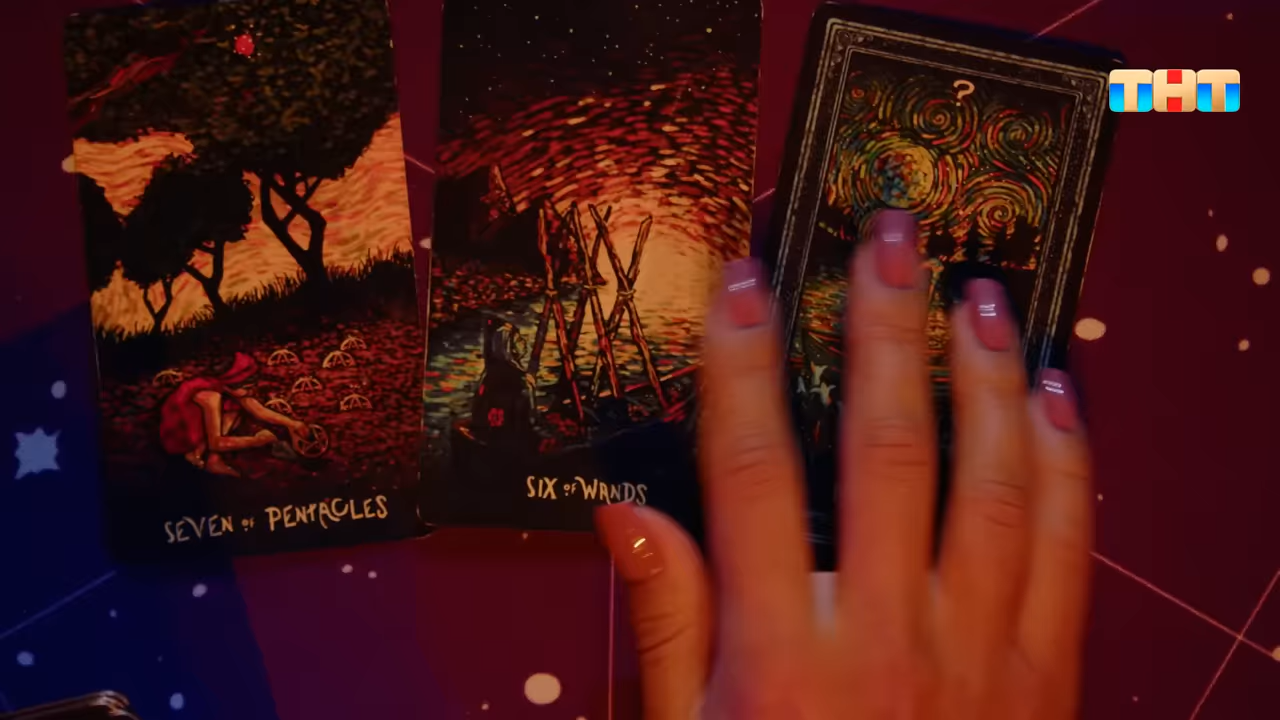 ?
ТНТ
SEVEN OF PENTACLES
SIX OF WANDS